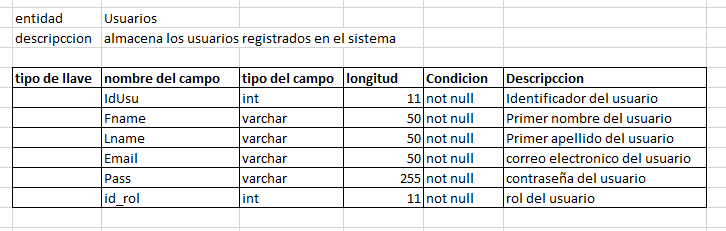 entidad Usuarios
descripccion almacena los usuarios registrados en el sistema
tipo de llave nombre del campo tipo del campo longitud Condicion Descripccion
IdUsu int 11 not null Identificador del usuario
Fname varchar 50 not null Primer nombre del usuario
Lname varchar 50 not null Primer apellido del usuario
Email varchar 50 not null correo electronico del usuario
Pass varchar 255 not null contraseña del usuario
id_rol int 11 not null rol del usuario